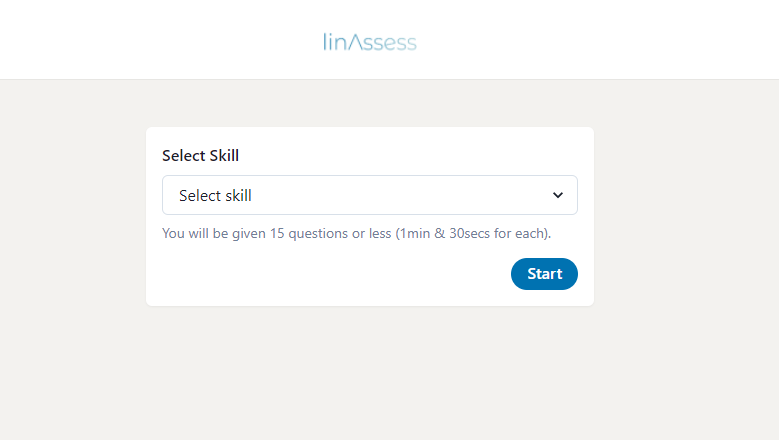 linAssess
Select Skill
Select skill
You will be given 15 questions or less (1min & 30secs for each).
Start